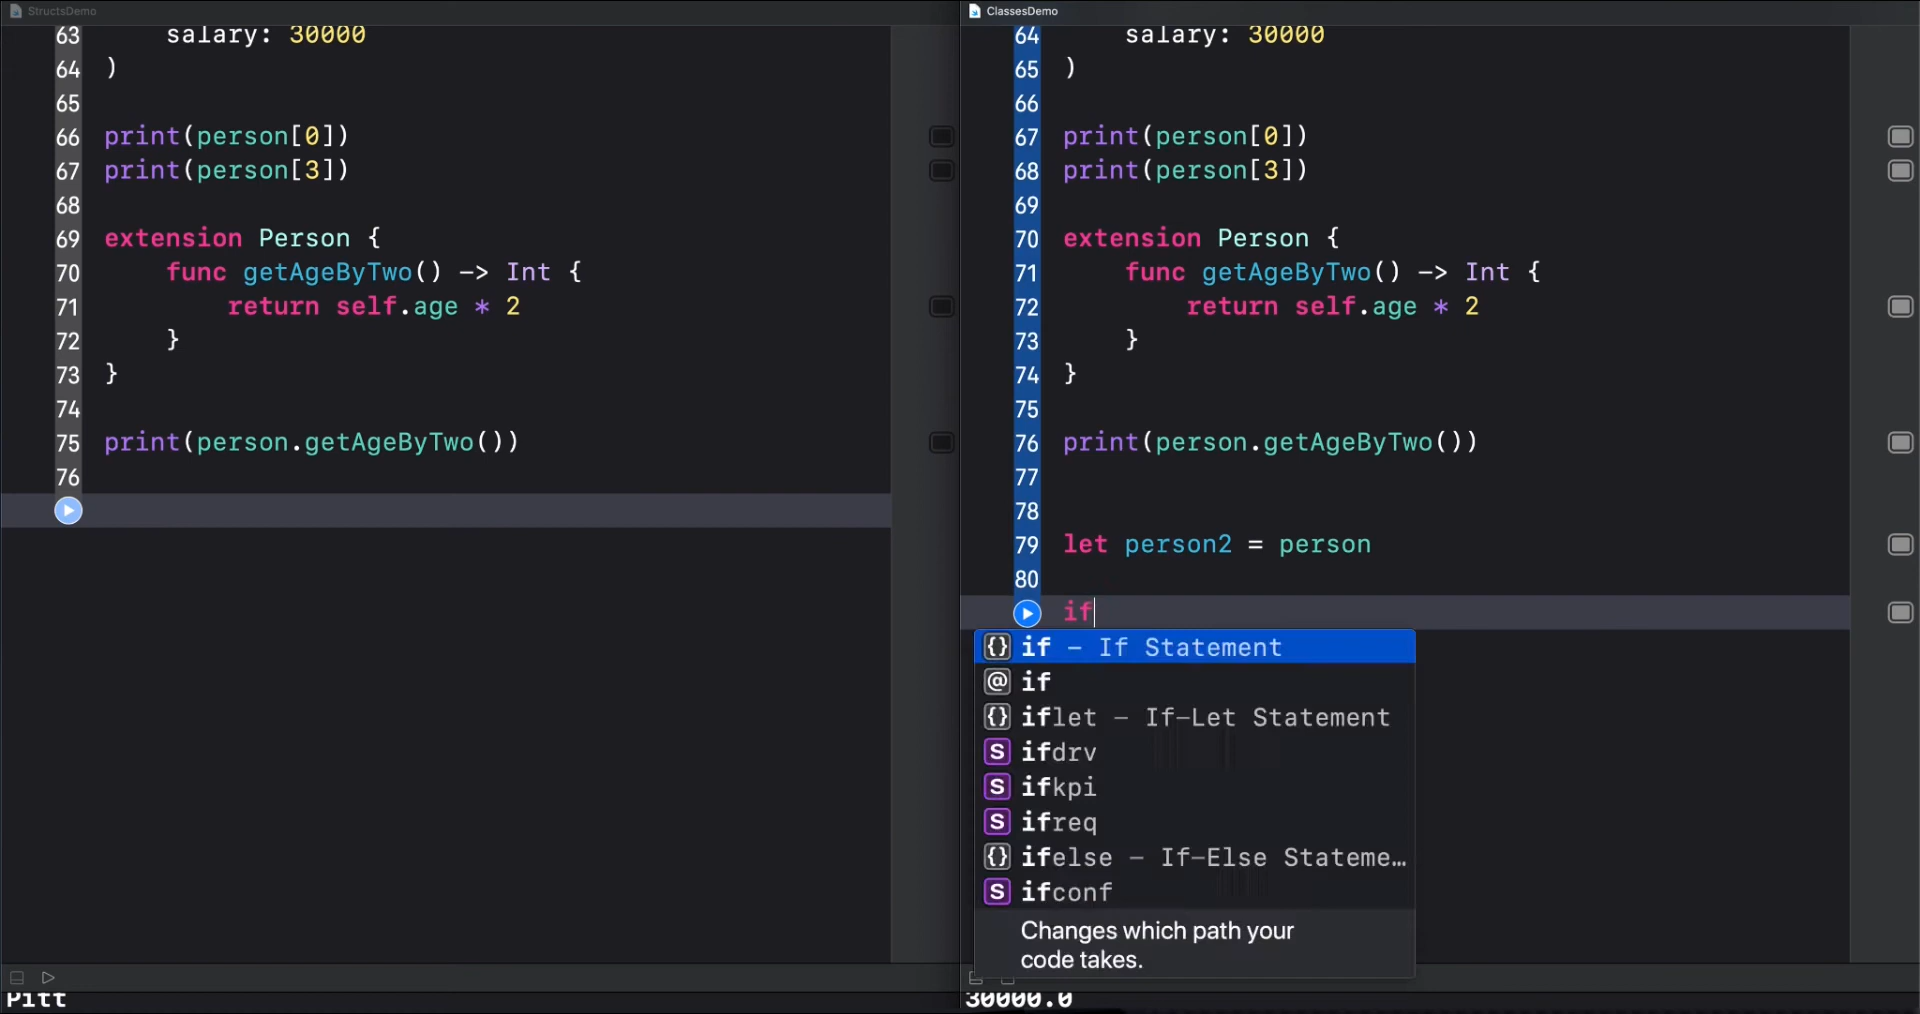 StructsDemo
63 salary: 30000
64 )
65
66 print(person[0])
67 print(person[3])
68
69 extension Person {
70 func getAgeByTwo() -> Int {
71 return self.age * 2
72 }
73 }
74
75 print(person.getAgeByTwo())
76
Pitt
ClassesDemo
64 salary: 30000
65 )
66
67 print(person[0])
68 print(person[3])
69
70 extension Person {
71 func getAgeByTwo() -> Int {
72 return self.age * 2
73 }
74 }
75
76 print(person.getAgeByTwo())
77
78
79 let person2 = person
80
if
{} if – If Statement
@ if
{} iflet – If-Let Statement
S ifdrv
S ifkpi
S ifreq
{} ifelse – If-Else Stateme…
S ifconf
Changes which path your
code takes.
30000.0